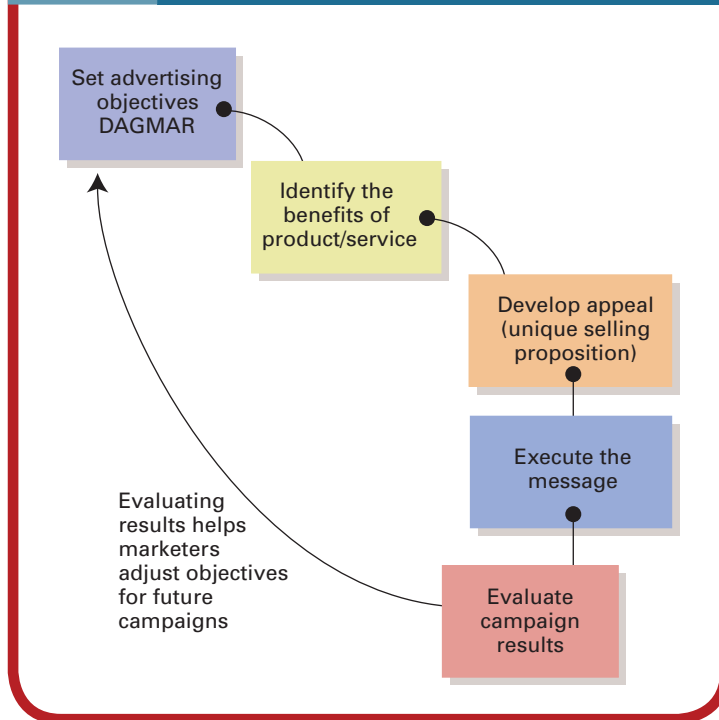 Set advertising
objectives
DAGMAR
Identify the
benefits of
product/service
Develop appeal
(unique selling
proposition)
Execute the
message
Evaluating
results helps
marketers
adjust objectives
for future
campaigns
Evaluate
campaign
results